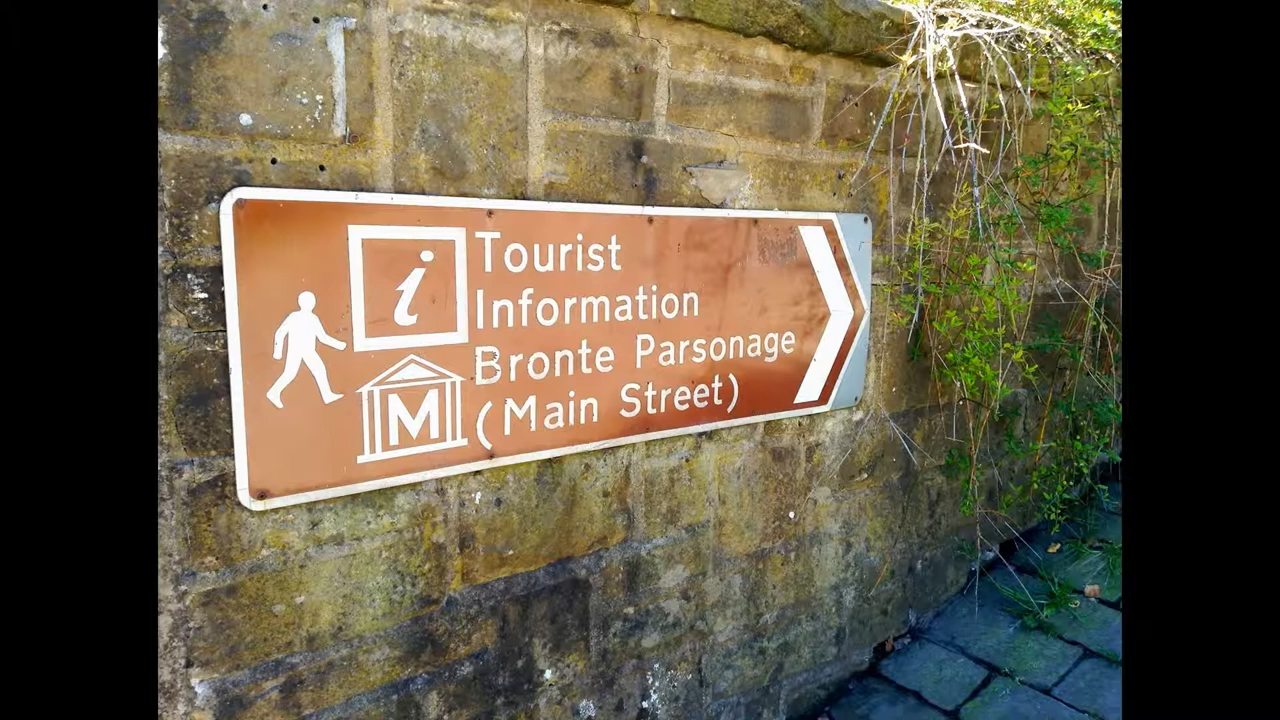 i
Tourist
Information
Bronte Parsonage
M
(Main Street)